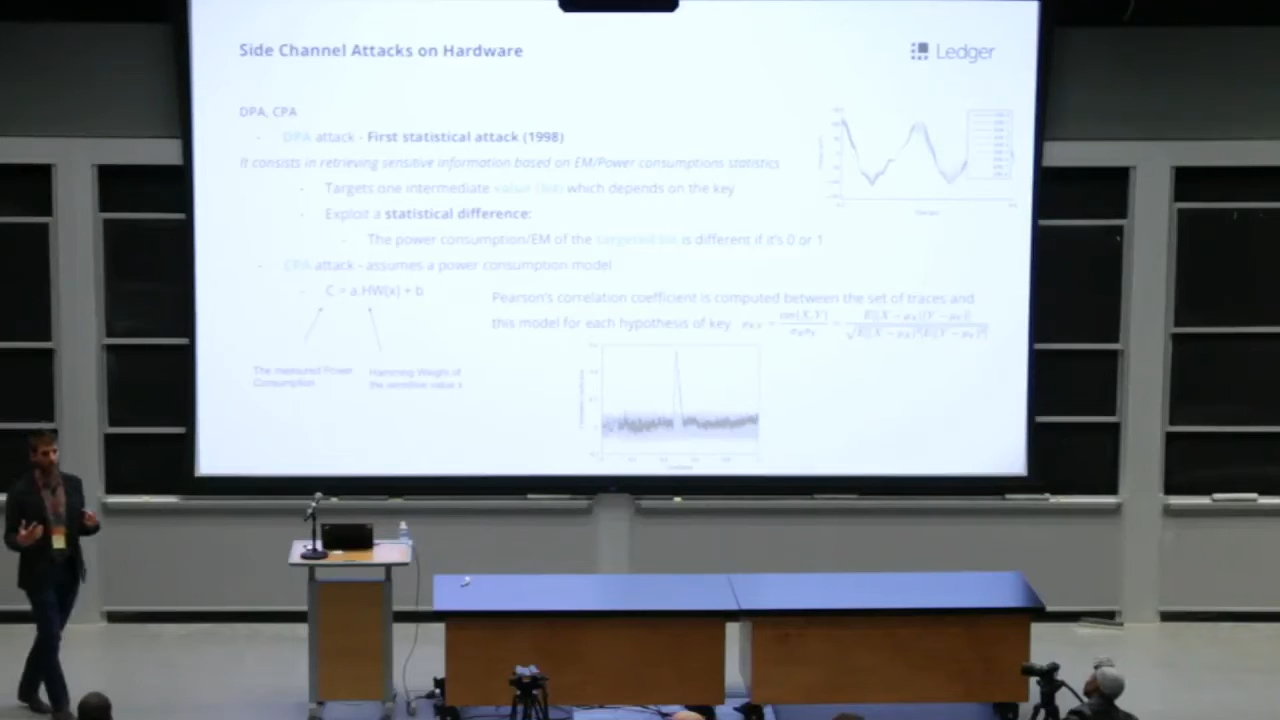 Side Channel Attacks on Hardware
Ledger
DPA, CPA
- DPA attack - First statistical attack (1998)
It consists in retrieving sensitive information based on EM/Power consumptions statistics
- Targets one intermediate value (bit) which depends on the key
- Exploit a statistical difference:
- The power consumption/EM of the targeted bit is different if it's 0 or 1
- CPA attack - assumes a power consumption model
- C = a.HW(x) + b
Pearson's correlation coefficient is computed between the set of traces and
this model for each hypothesis of key
The measured Power
Consumption
Hamming Weight of
the sensitive value x